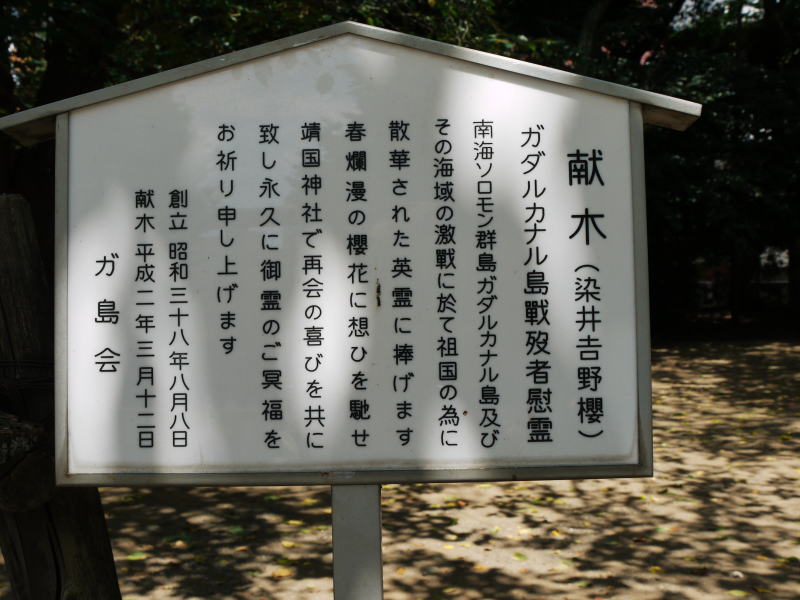 献木（染井吉野櫻）
ガダルカナル島戰歿者慰霊
南海ソロモン群島ガダルカナル島及び
その海域の激戰に於て祖国の為に
散華された英霊に捧げます
春爛漫の櫻花に想ひを馳せ
靖国神社で再会の喜びを共に
致し永久に御霊のご冥福を
お祈り申し上げます
創立 昭和三十八年八月八日
献木 平成二年三月十二日
ガ島会